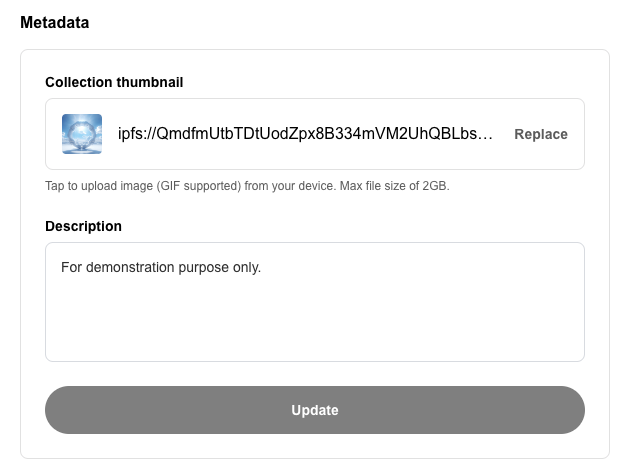 Metadata
Collection thumbnail
ipfs://QmdfmUtbTDtUodZpx8B334mVM2UhQBLbs...
Replace
Tap to upload image (GIF supported) from your device. Max file size of 2GB.
Description
For demonstration purpose only.
Update